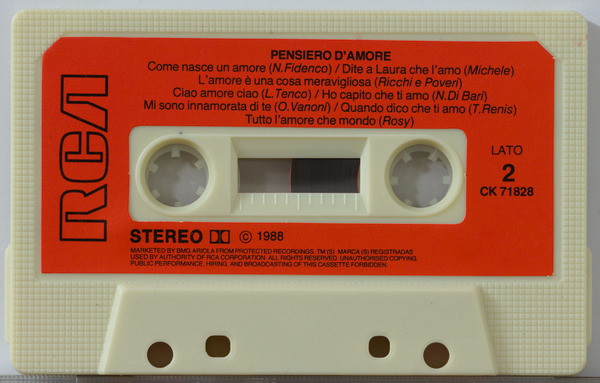 RCA
PENSIERO D'AMORE
Come nasce un amore (N.Fidenco) / Dite a Laura che l'amo (Michele)
L'amore è una cosa meravigliosa (Ricchi e Poveri)
Ciao amore ciao (L.Tenco) / Ho capito che ti amo (N.Di Bari)
Mi sono innamorata di te (O.Vanoni) / Quando dico che ti amo (T.Renis)
Tutto l'amore che mondo (Rosy)
LATO
2
CK 71828
STEREO © 1988
MARKETED BY BMG ARIOLA FROM PROTECTED RECORDINGS. TM (S). MARCA (S) REGISTRADAS
USED BY AUTHORITY OF RCA CORPORATION. ALL RIGHTS RESERVED. UNAUTHORISED COPYING,
PUBLIC PERFORMANCE, HIRING, AND BROADCASTING OF THIS CASSETTE FORBIDDEN.